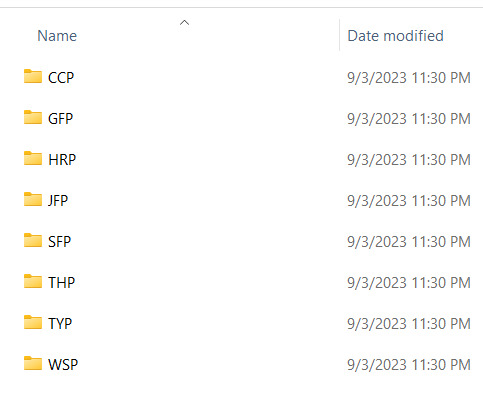 Name Date modified
CCP 9/3/2023 11:30 PM
GFP 9/3/2023 11:30 PM
HRP 9/3/2023 11:30 PM
JFP 9/3/2023 11:30 PM
SFP 9/3/2023 11:30 PM
THP 9/3/2023 11:30 PM
TYP 9/3/2023 11:30 PM
WSP 9/3/2023 11:30 PM